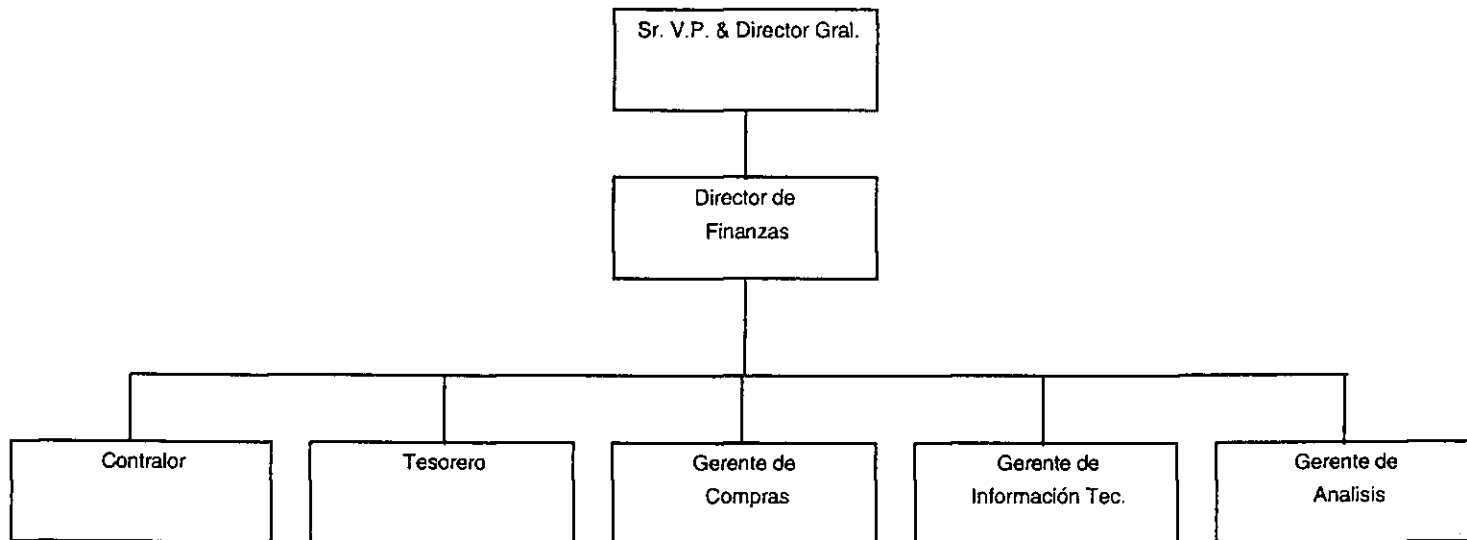 Sr. V.P. & Director Gral.
Director de
Finanzas
Contralor
Tesorero
Gerente de
Compras
Gerente de
Información Tec.
Gerente de
Analisis